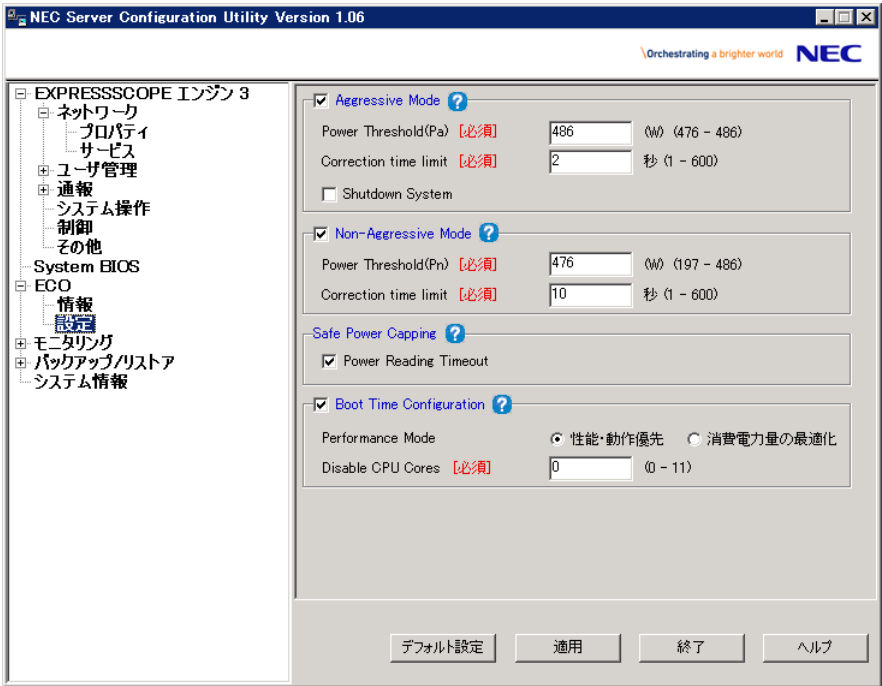 NEC Server Configuration Utility Version 1.06
\Orchestrating a brighter world NEC
EXPRESSSCOPE エンジン 3
ネットワーク
プロパティ
サービス
ユーザ管理
通報
システム操作
制御
その他
System BIOS
ECO
情報
設定
モニタリング
バックアップ/リストア
システム情報
Aggressive Mode ?
Power Threshold(Pa) [必須] 486 (W) (476 - 486)
Correction time limit [必須] 2 秒 (1 - 600)
Shutdown System
Non-Aggressive Mode ?
Power Threshold(Pn) [必須] 476 (W) (197 - 486)
Correction time limit [必須] 10 秒 (1 - 600)
Safe Power Capping ?
Power Reading Timeout
Boot Time Configuration ?
Performance Mode 性能・動作優先 消費電力量の最適化
Disable CPU Cores [必須] 0 (0 - 11)
デフォルト設定 適用 終了 ヘルプ